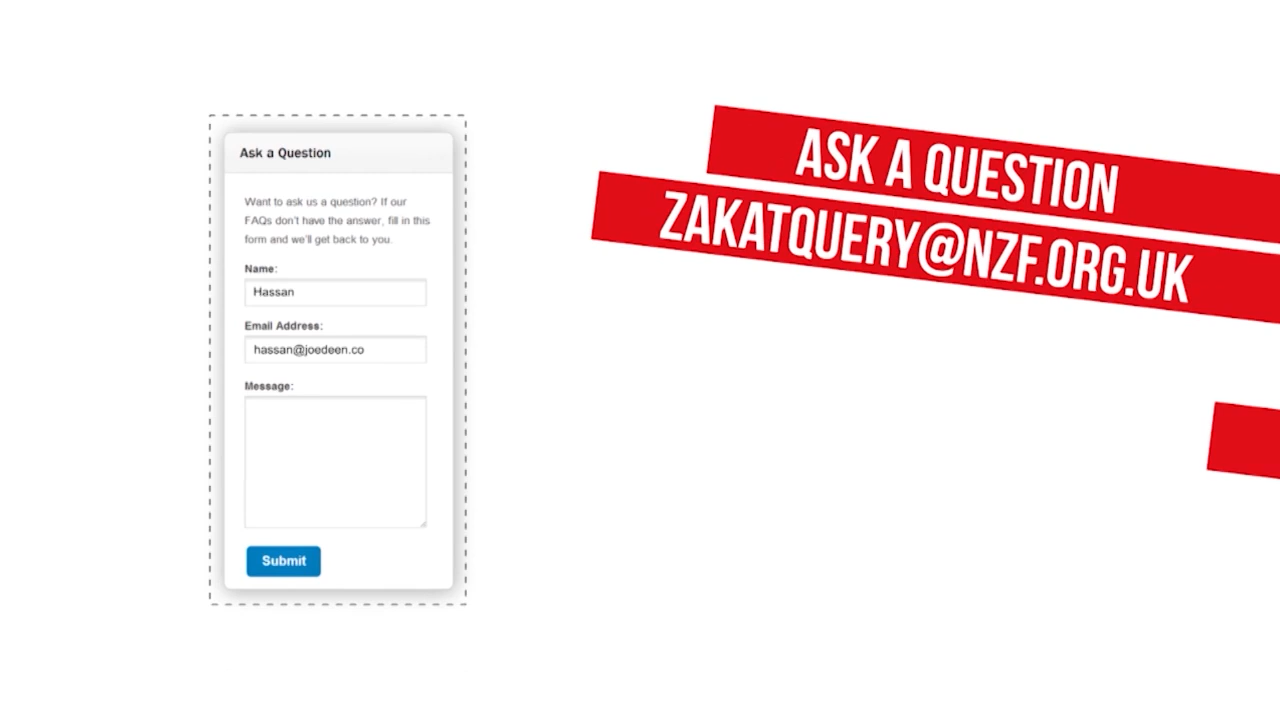 Ask a Question
Want to ask us a question? If our
FAQs don't have the answer, fill in this
form and we'll get back to you.
Name:
Hassan
Email Address:
hassan@joedeen.co
Message:
Submit
ASK A QUESTION
ZAKATQUERY@NZF.ORG.UK